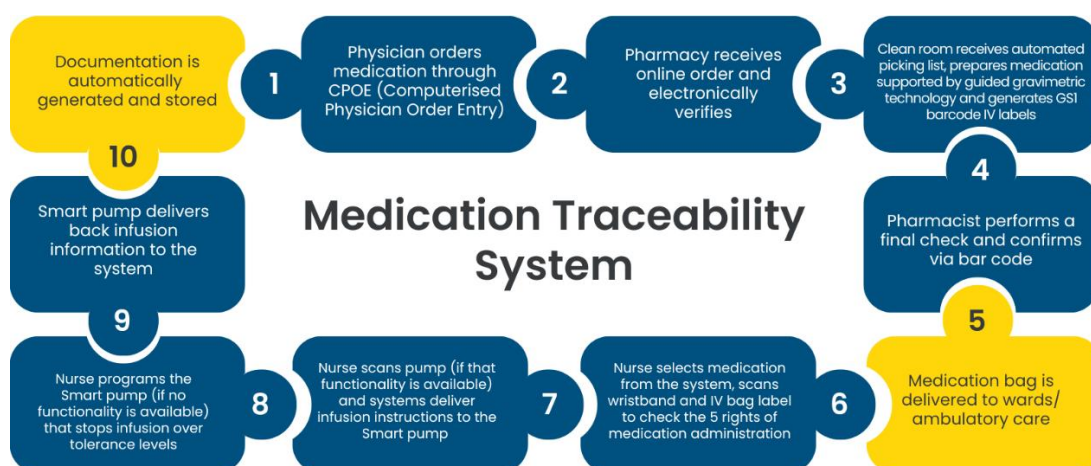 Documentation is
automatically
generated and stored
1
Physician orders
medication through
CPOE (Computerised
Physician Order Entry)
2
Pharmacy receives
online order and
electronically
verifies
3
Clean room receives automated
picking list, prepares medication
supported by guided gravimetric
technology and generates GS1
barcode IV labels
4
Pharmacist performs a
final check and confirms
via bar code
5
Medication bag is
delivered to wards/
ambulatory care
6
Nurse selects medication
from the system, scans
wristband and IV bag label
to check the 5 rights of
medication administration
7
Nurse scans pump (if that
functionality is available)
and systems deliver
infusion instructions to the
Smart pump
8
Nurse programs the
Smart pump (if no
functionality is available)
that stops infusion over
tolerance levels
9
Smart pump delivers
back infusion
information to the
system
10
Medication Traceability
System